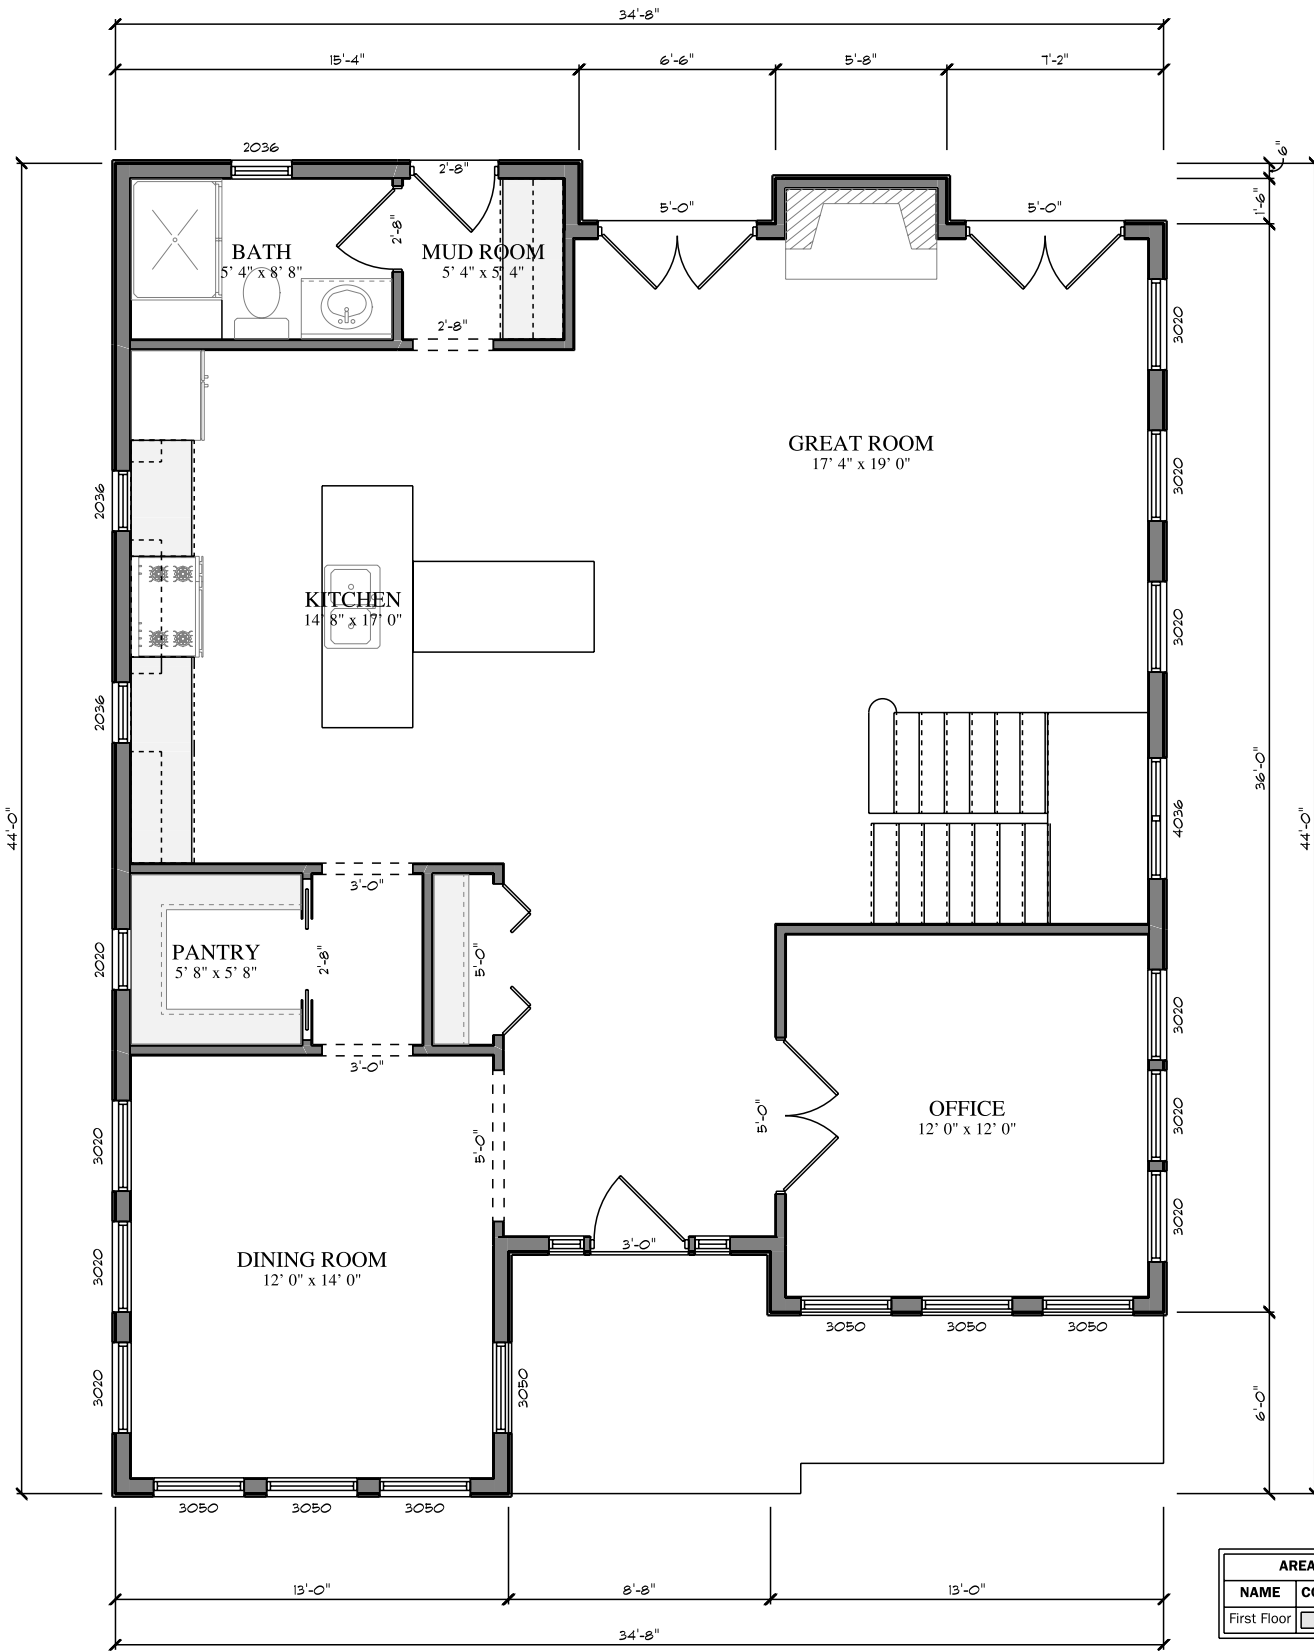 34'-8"
15'-4"
6'-6"
5'-8"
7'-2"
2036
6"
2'-8"
1'-6"
5'-0"
5'-0"
2'-8"
BATH
5' 4" x 8' 8"
MUD ROOM
5' 4" x 5' 4"
2'-8"
3020
GREAT ROOM
17' 4" x 19' 0"
3020
2036
KITCHEN
14' 8" x 17' 0"
3020
2036
36'-0"
44'-0"
4036
44'-0"
3'-0"
PANTRY
5' 8" x 5' 8"
2020
2'-8"
5'-0"
3020
3'-0"
OFFICE
12' 0" x 12' 0"
5'-0"
3020
3020
5'-0"
3020
3'-0"
DINING ROOM
12' 0" x 14' 0"
3020
3050
3050
3050
3020
3050
6'-0"
3050
3050
3050
13'-0"
8'-8"
13'-0"
34'-8"
AREA
NAME
First Floor